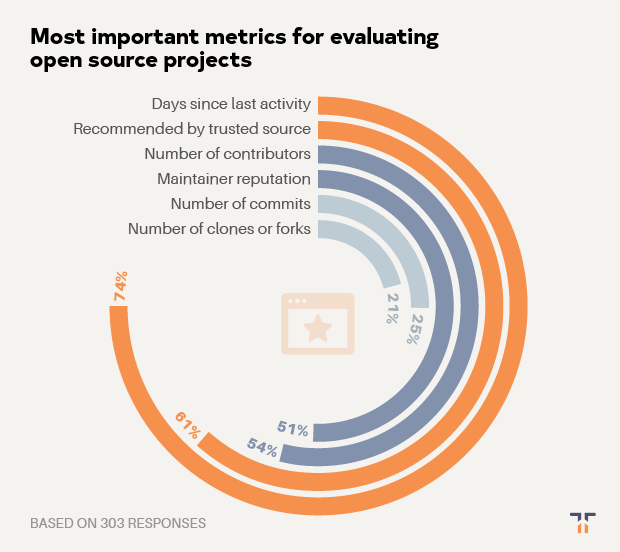 Most important metrics for evaluating
open source projects
Days since last activity
Recommended by trusted source
Number of contributors
Maintainer reputation
Number of commits
Number of clones or forks
74%
61%
54%
51%
25%
21%
BASED ON 303 RESPONSES